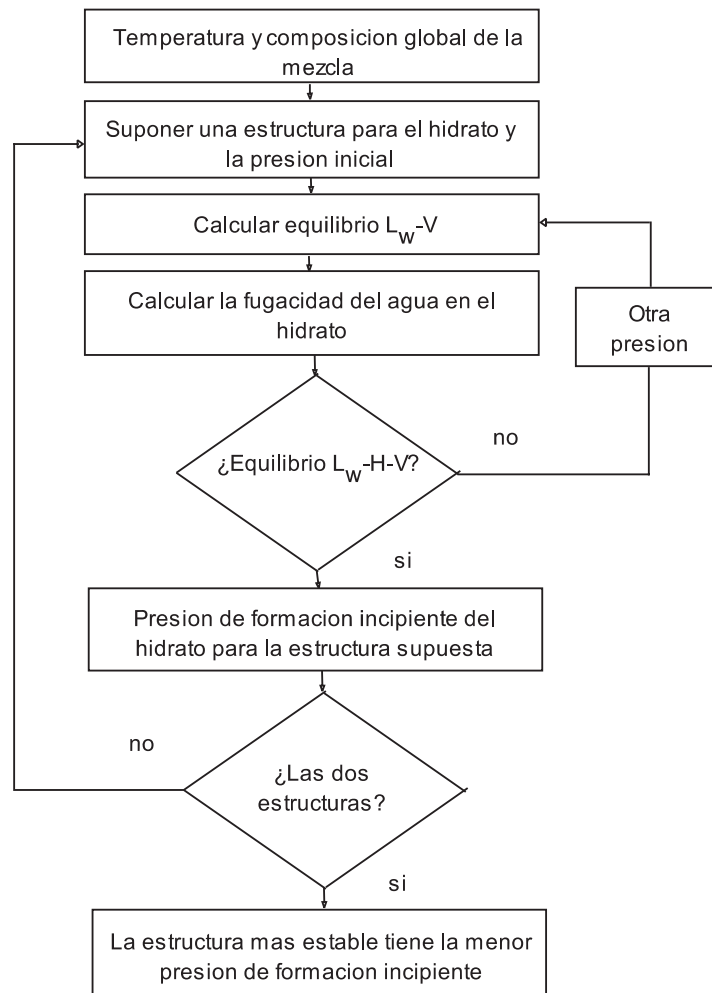 Temperatura y composicion global de la
mezcla
Suponer una estructura para el hidrato y
la presion inicial
Calcular equilibrio Lw-V
Calcular la fugacidad del agua en el
hidrato
Otra
presion
¿Equilibrio Lw-H-V?
no
si
Presion de formacion incipiente del
hidrato para la estructura supuesta
no
¿Las dos
estructuras?
si
La estructura mas estable tiene la menor
presion de formacion incipiente